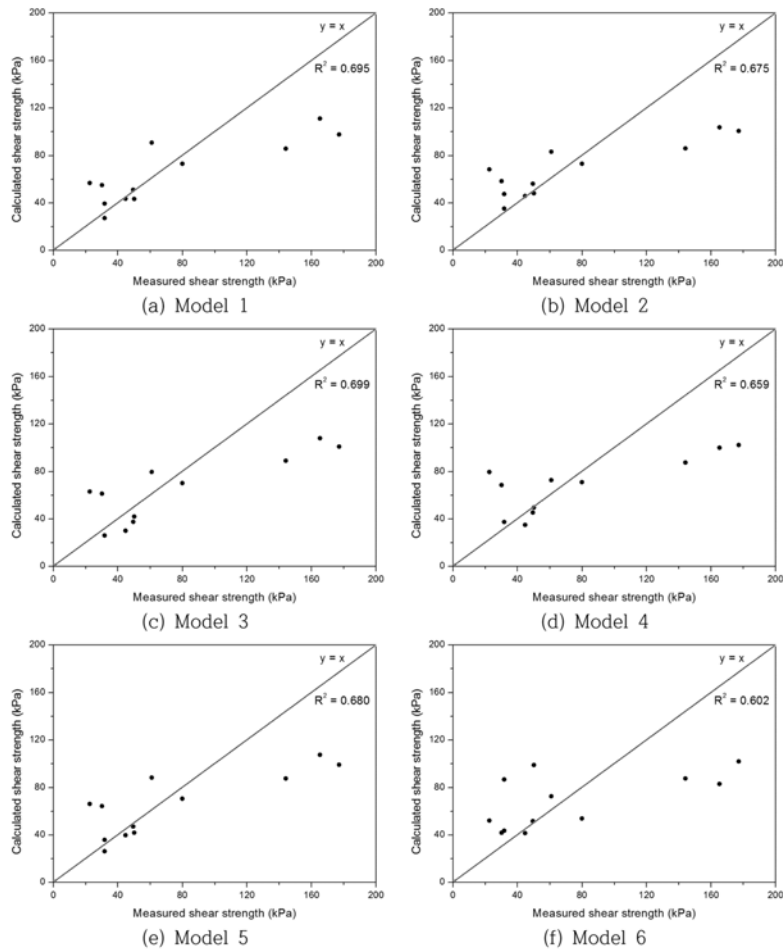 200
160
120
80
40
0
Calculated shear strength (kPa)
y = x
R² = 0.695
0 40 80 120 160 200
Measured shear strength (kPa)
(a) Model 1
200
160
120
80
40
0
Calculated shear strength (kPa)
y = x
R² = 0.675
0 40 80 120 160 200
Measured shear strength (kPa)
(b) Model 2
200
160
120
80
40
0
Calculated shear strength (kPa)
y = x
R² = 0.699
0 40 80 120 160 200
Measured shear strength (kPa)
(c) Model 3
200
160
120
80
40
0
Calculated shear strength (kPa)
y = x
R² = 0.659
0 40 80 120 160 200
Measured shear strength (kPa)
(d) Model 4
200
160
120
80
40
0
Calculated shear strength (kPa)
y = x
R² = 0.680
0 40 80 120 160 200
Measured shear strength (kPa)
(e) Model 5
200
160
120
80
40
0
Calculated shear strength (kPa)
y = x
R² = 0.602
0 40 80 120 160 200
Measured shear strength (kPa)
(f) Model 6